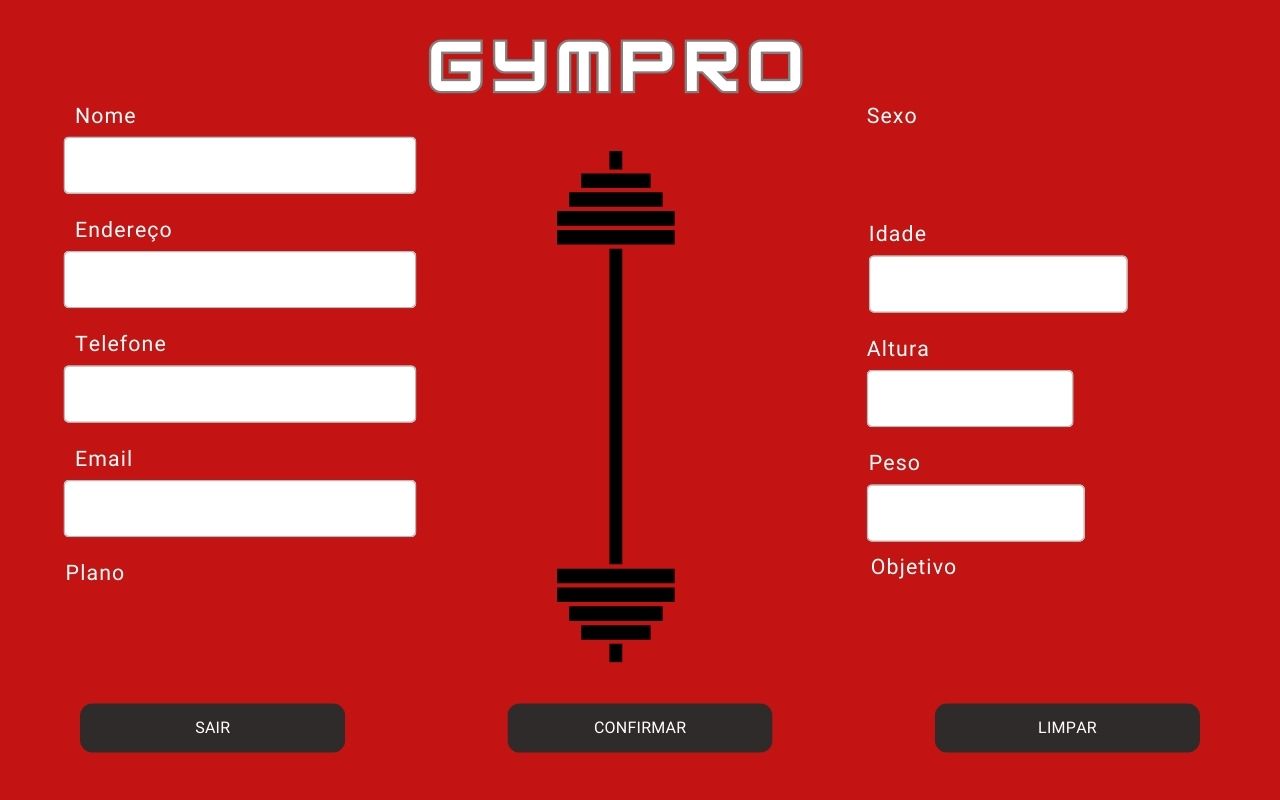 GYMPRO
Nome
Endereço
Telefone
Email
Plano
Sexo
Idade
Altura
Peso
Objetivo
SAIR
CONFIRMAR
LIMPAR